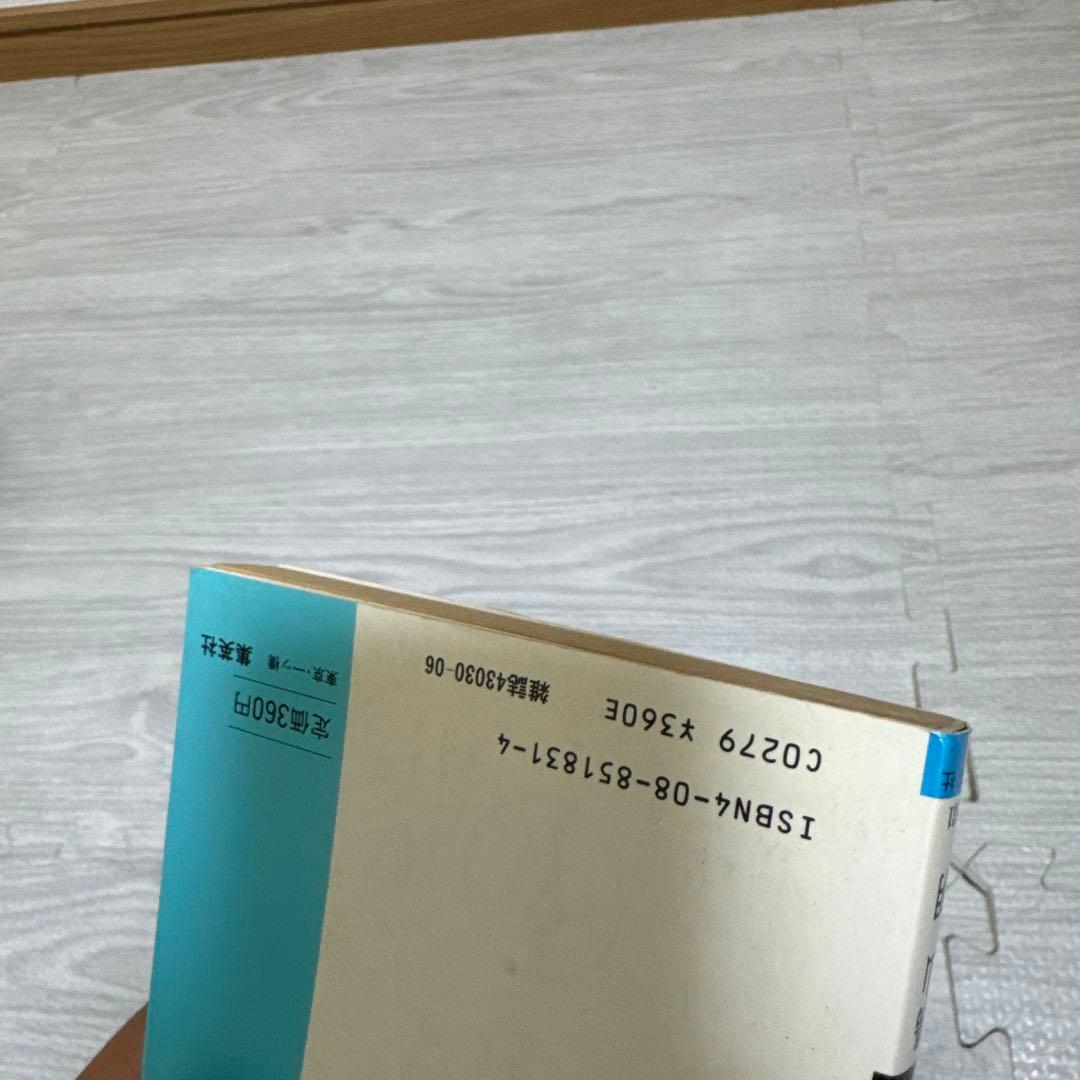 ISBN4-08-851831-4
C0279 ¥360E
雑誌43030-06
定価360円
東京・一ツ橋 集英社
社